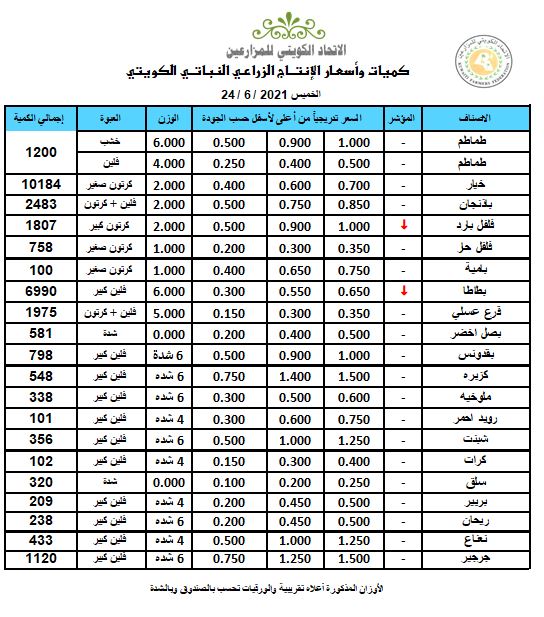 الاتحاد الكويتي للمزارعين
كميات وأسعار الإنتاج الزراعي النباتي الكويتي
الخميس 2021 / 6 / 24
الاصناف المؤشر السعر تدريجياً من أعلى لأسفل حسب الجودة الوزن العبوة إجمالي الكمية
طماطم - 1.000 0.900 0.500 6.000 خشب 1200
طماطم - 0.500 0.400 0.250 4.000 فلين
خيار - 0.700 0.600 0.400 2.000 كرتون صغير 10184
باذنجان - 0.850 0.750 0.500 2.000 فلين + كرتون 2483
فلفل بارد ↓ 1.000 0.900 0.500 2.000 كرتون كبير 1807
فلفل حار - 0.350 0.300 0.200 1.000 كرتون صغير 758
بامية - 0.750 0.650 0.400 1.000 كرتون صغير 100
بطاطا ↓ 0.650 0.550 0.300 6.000 فلين كبير 6990
قرع عسلي - 0.350 0.300 0.150 5.000 فلين + كرتون 1975
بصل اخضر - 0.500 0.400 0.200 0.000 شدة 581
بقدونس - 1.000 0.900 0.500 6 شدة فلين كبير 798
كزبره - 1.500 1.400 0.750 6 شده فلين كبير 548
ملوخيه - 0.600 0.500 0.300 6 شده فلين كبير 338
رويد احمر - 0.750 0.600 0.300 4 شده فلين كبير 101
شبنت - 1.250 1.000 0.500 6 شده فلين كبير 356
كرات - 0.400 0.300 0.150 4 شده فلين كبير 102
سلق - 0.250 0.200 0.100 0.000 شدة 320
بربير - 0.500 0.450 0.200 4 شده فلين كبير 209
ريحان - 0.500 0.450 0.200 6 شده فلين كبير 238
نعناع - 1.250 1.000 0.500 4 شده فلين كبير 433
جرجير - 1.500 1.250 0.750 6 شده فلين كبير 1120
الأوزان المذكورة أعلاه تقريبية والورقيات تحسب بالصندوق وبالشدة